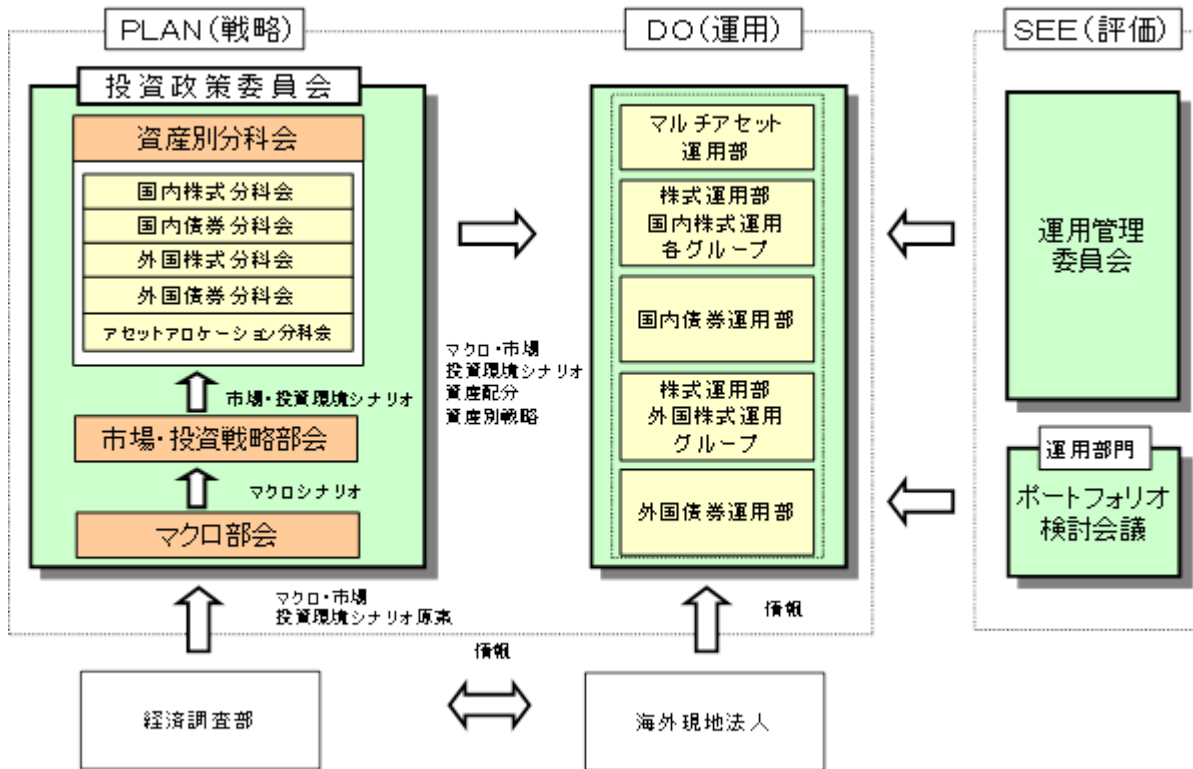 PLAN(戦略)
投資政策委員会
資産別分科会
国内株式分科会
国内債券分科会
外国株式分科会
外国債券分科会
アセットアロケーション分科会
市場・投資環境シナリオ
市場・投資戦略部会
マクロシナリオ
マクロ部会
マクロ・市場
投資環境シナリオ原案
経済調査部
マクロ・市場
投資環境シナリオ
資産配分
資産別戦略
DO(運用)
マルチアセット
運用部
株式運用部
国内株式運用
各グループ
国内債券運用部
株式運用部
外国株式運用
グループ
外国債券運用部
情報
情報
海外現地法人
SEE(評価)
運用管理
委員会
運用部門
ポートフォリオ
検討会議